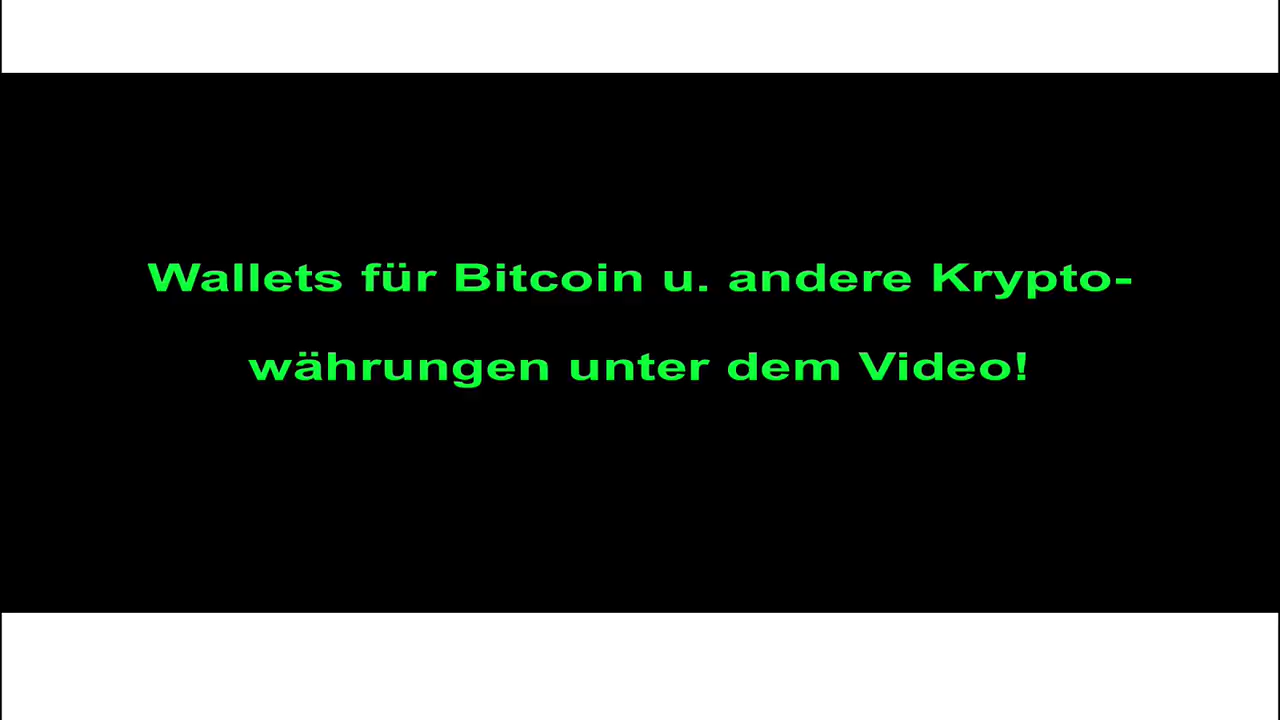 Wallets für Bitcoin u. andere Krypto-
währungen unter dem Video!